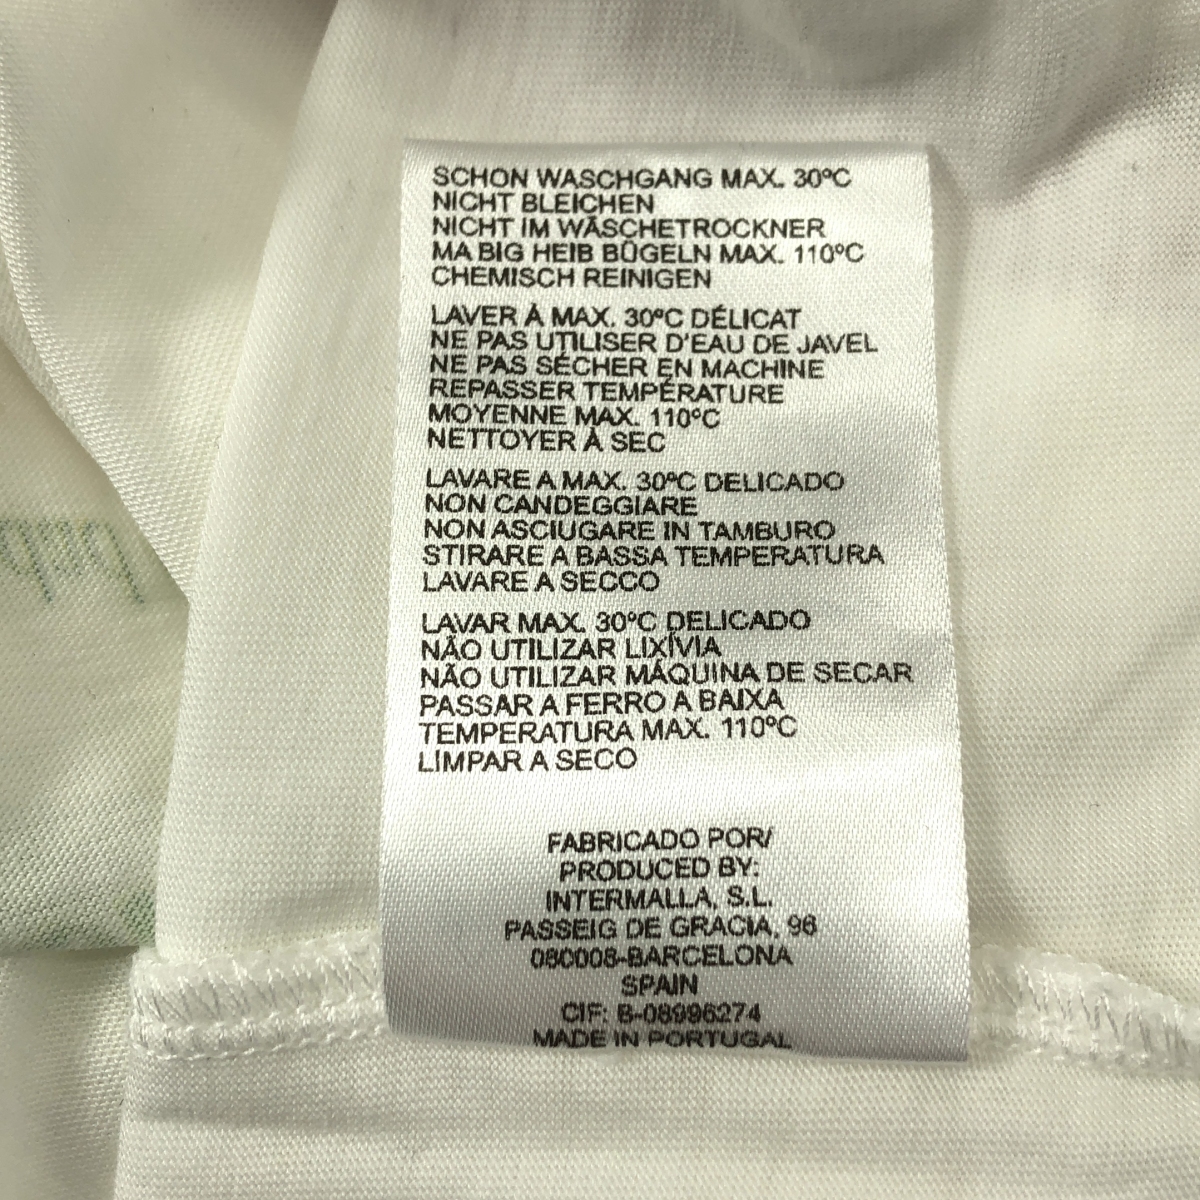 SCHON WASCHGANG MAX. 30ºC
NICHT BLEICHEN
NICHT IM WÄSCHETROCKNER
MA BIG HEIB BÜGELN MAX. 110ºC
CHEMISCH REINIGEN
LAVER À MAX. 30ºC DÉLICAT
NE PAS UTILISER D'EAU DE JAVEL
NE PAS SÉCHER EN MACHINE
REPASSER TEMPÉRATURE
MOYENNE MAX. 110ºC
NETTOYER À SEC
LAVARE A MAX. 30ºC DELICADO
NON CANDEGGIARE
NON ASCIUGARE IN TAMBURO
STIRARE A BASSA TEMPERATURA
LAVARE A SECCO
LAVAR MAX. 30ºC DELICADO
NÃO UTILIZAR LIXÍVIA
NÃO UTILIZAR MÁQUINA DE SECAR
PASSAR A FERRO A BAIXA
TEMPERATURA MAX. 110ºC
LIMPAR A SECO
FABRICADO POR/
PRODUCED BY:
INTERMALLA, S.L.
PASSEIG DE GRACIA, 96
080008-BARCELONA
SPAIN
CIF: B-08996274
MADE IN PORTUGAL